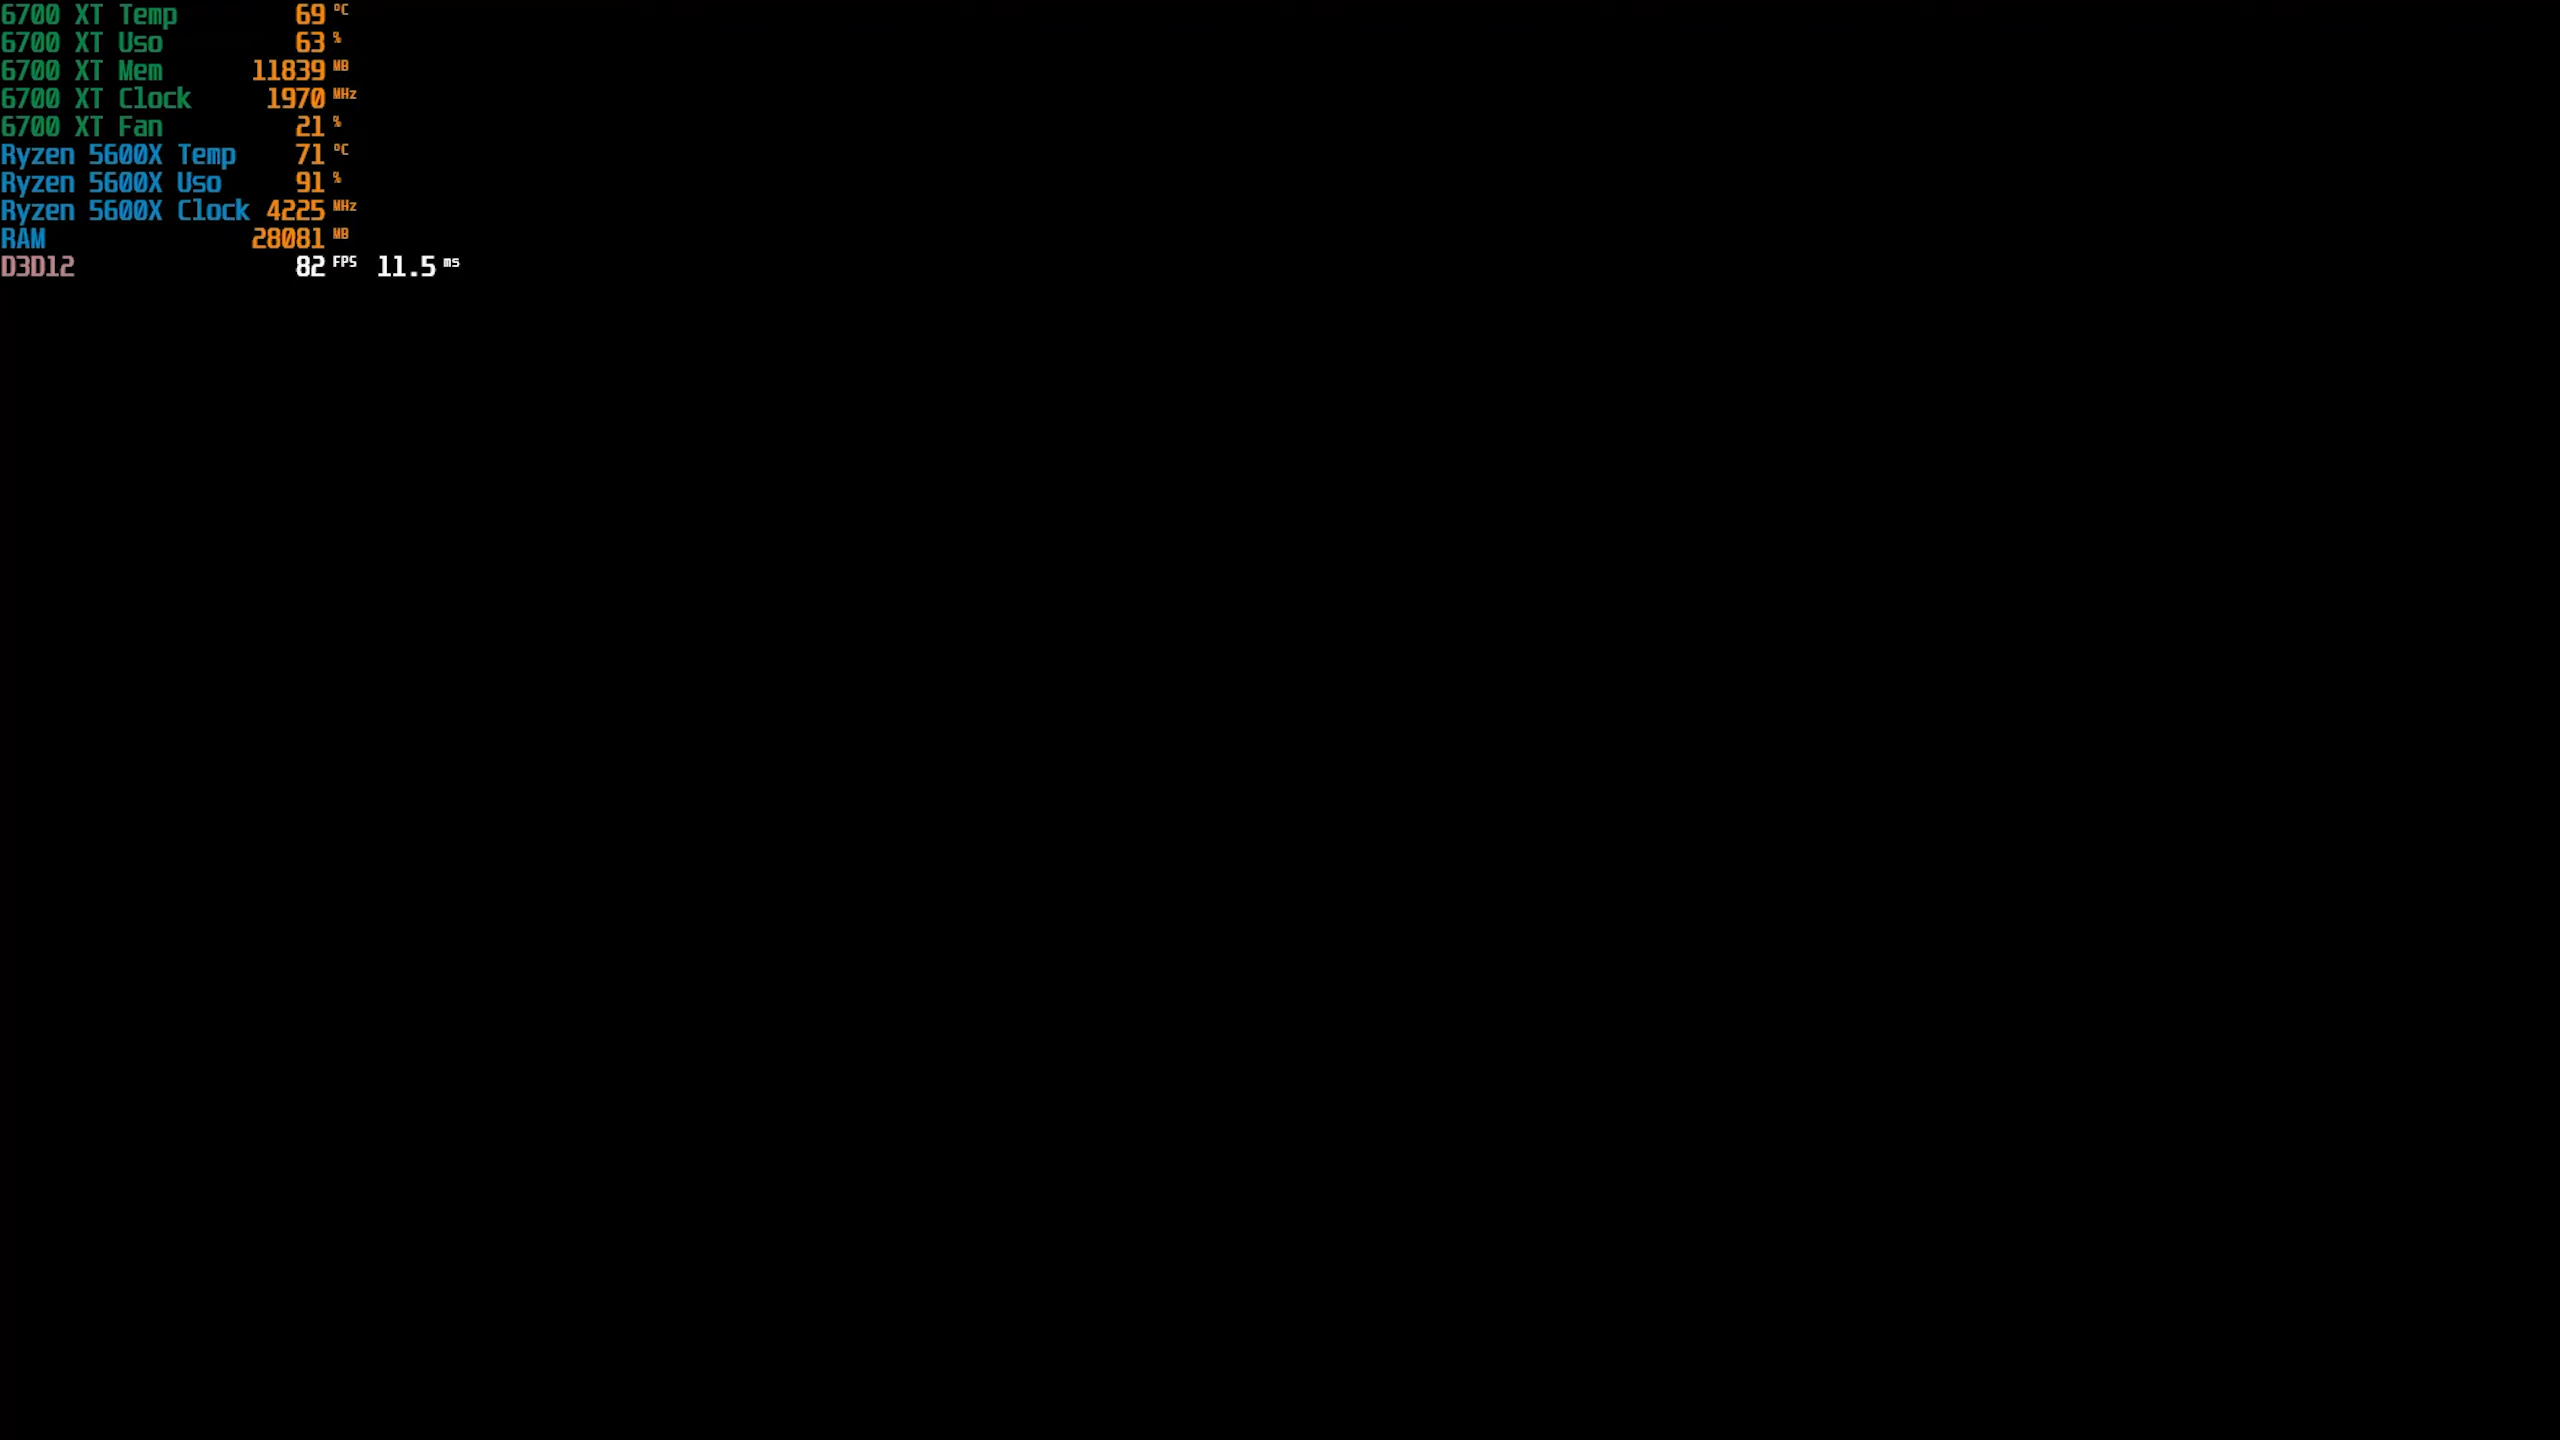 6700 XT Temp 69 °C
6700 XT Uso 63 %
6700 XT Mem 11839 MB
6700 XT Clock 1970 MHz
6700 XT Fan 21 %
Ryzen 5600X Temp 71 °C
Ryzen 5600X Uso 91 %
Ryzen 5600X Clock 4225 MHz
RAM 28081 MB
D3D12 82 FPS 11.5 ms